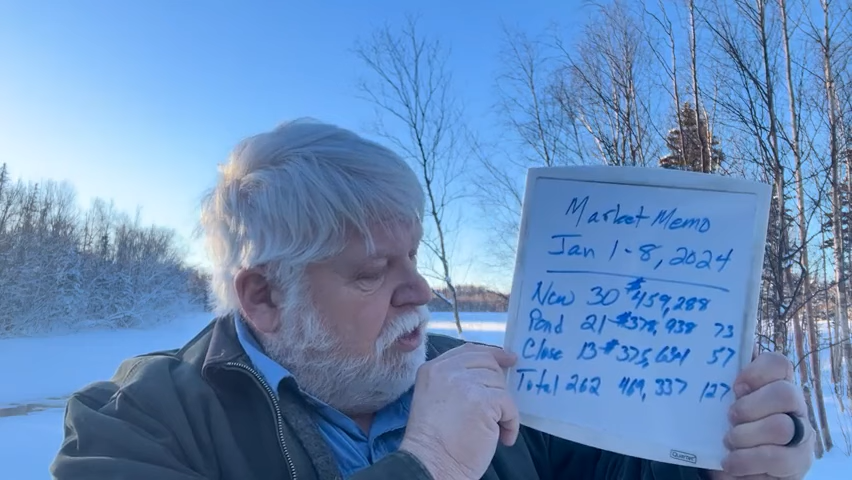 Market Memo
Jan 1-8, 2024
New 30 $459,288
Pend 21 $378,938 73
Close 13 $375,634 57
Total 262 469,337 127
Quartet